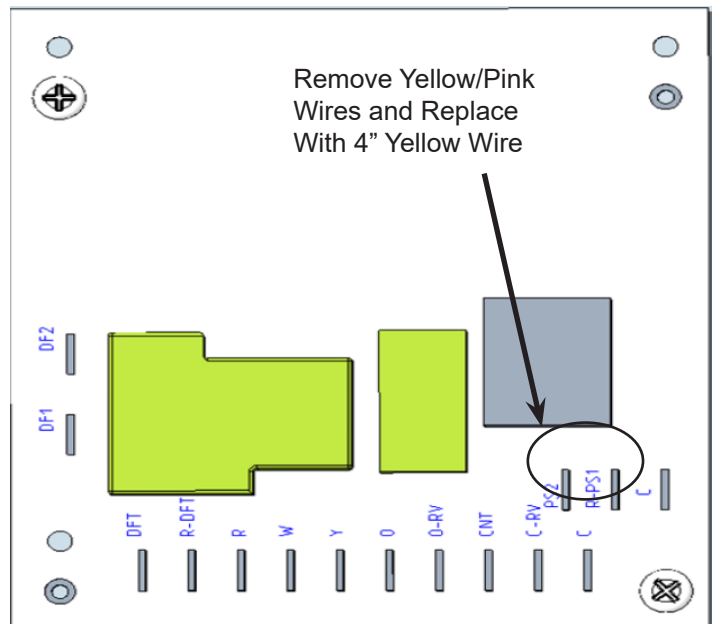 Remove Yellow/Pink
Wires and Replace
With 4” Yellow Wire
DF2
DF1
PS2
R-PS1
C
DFT
R-DFT
R
W
Y
O
O-RV
CNT
C-RV
C